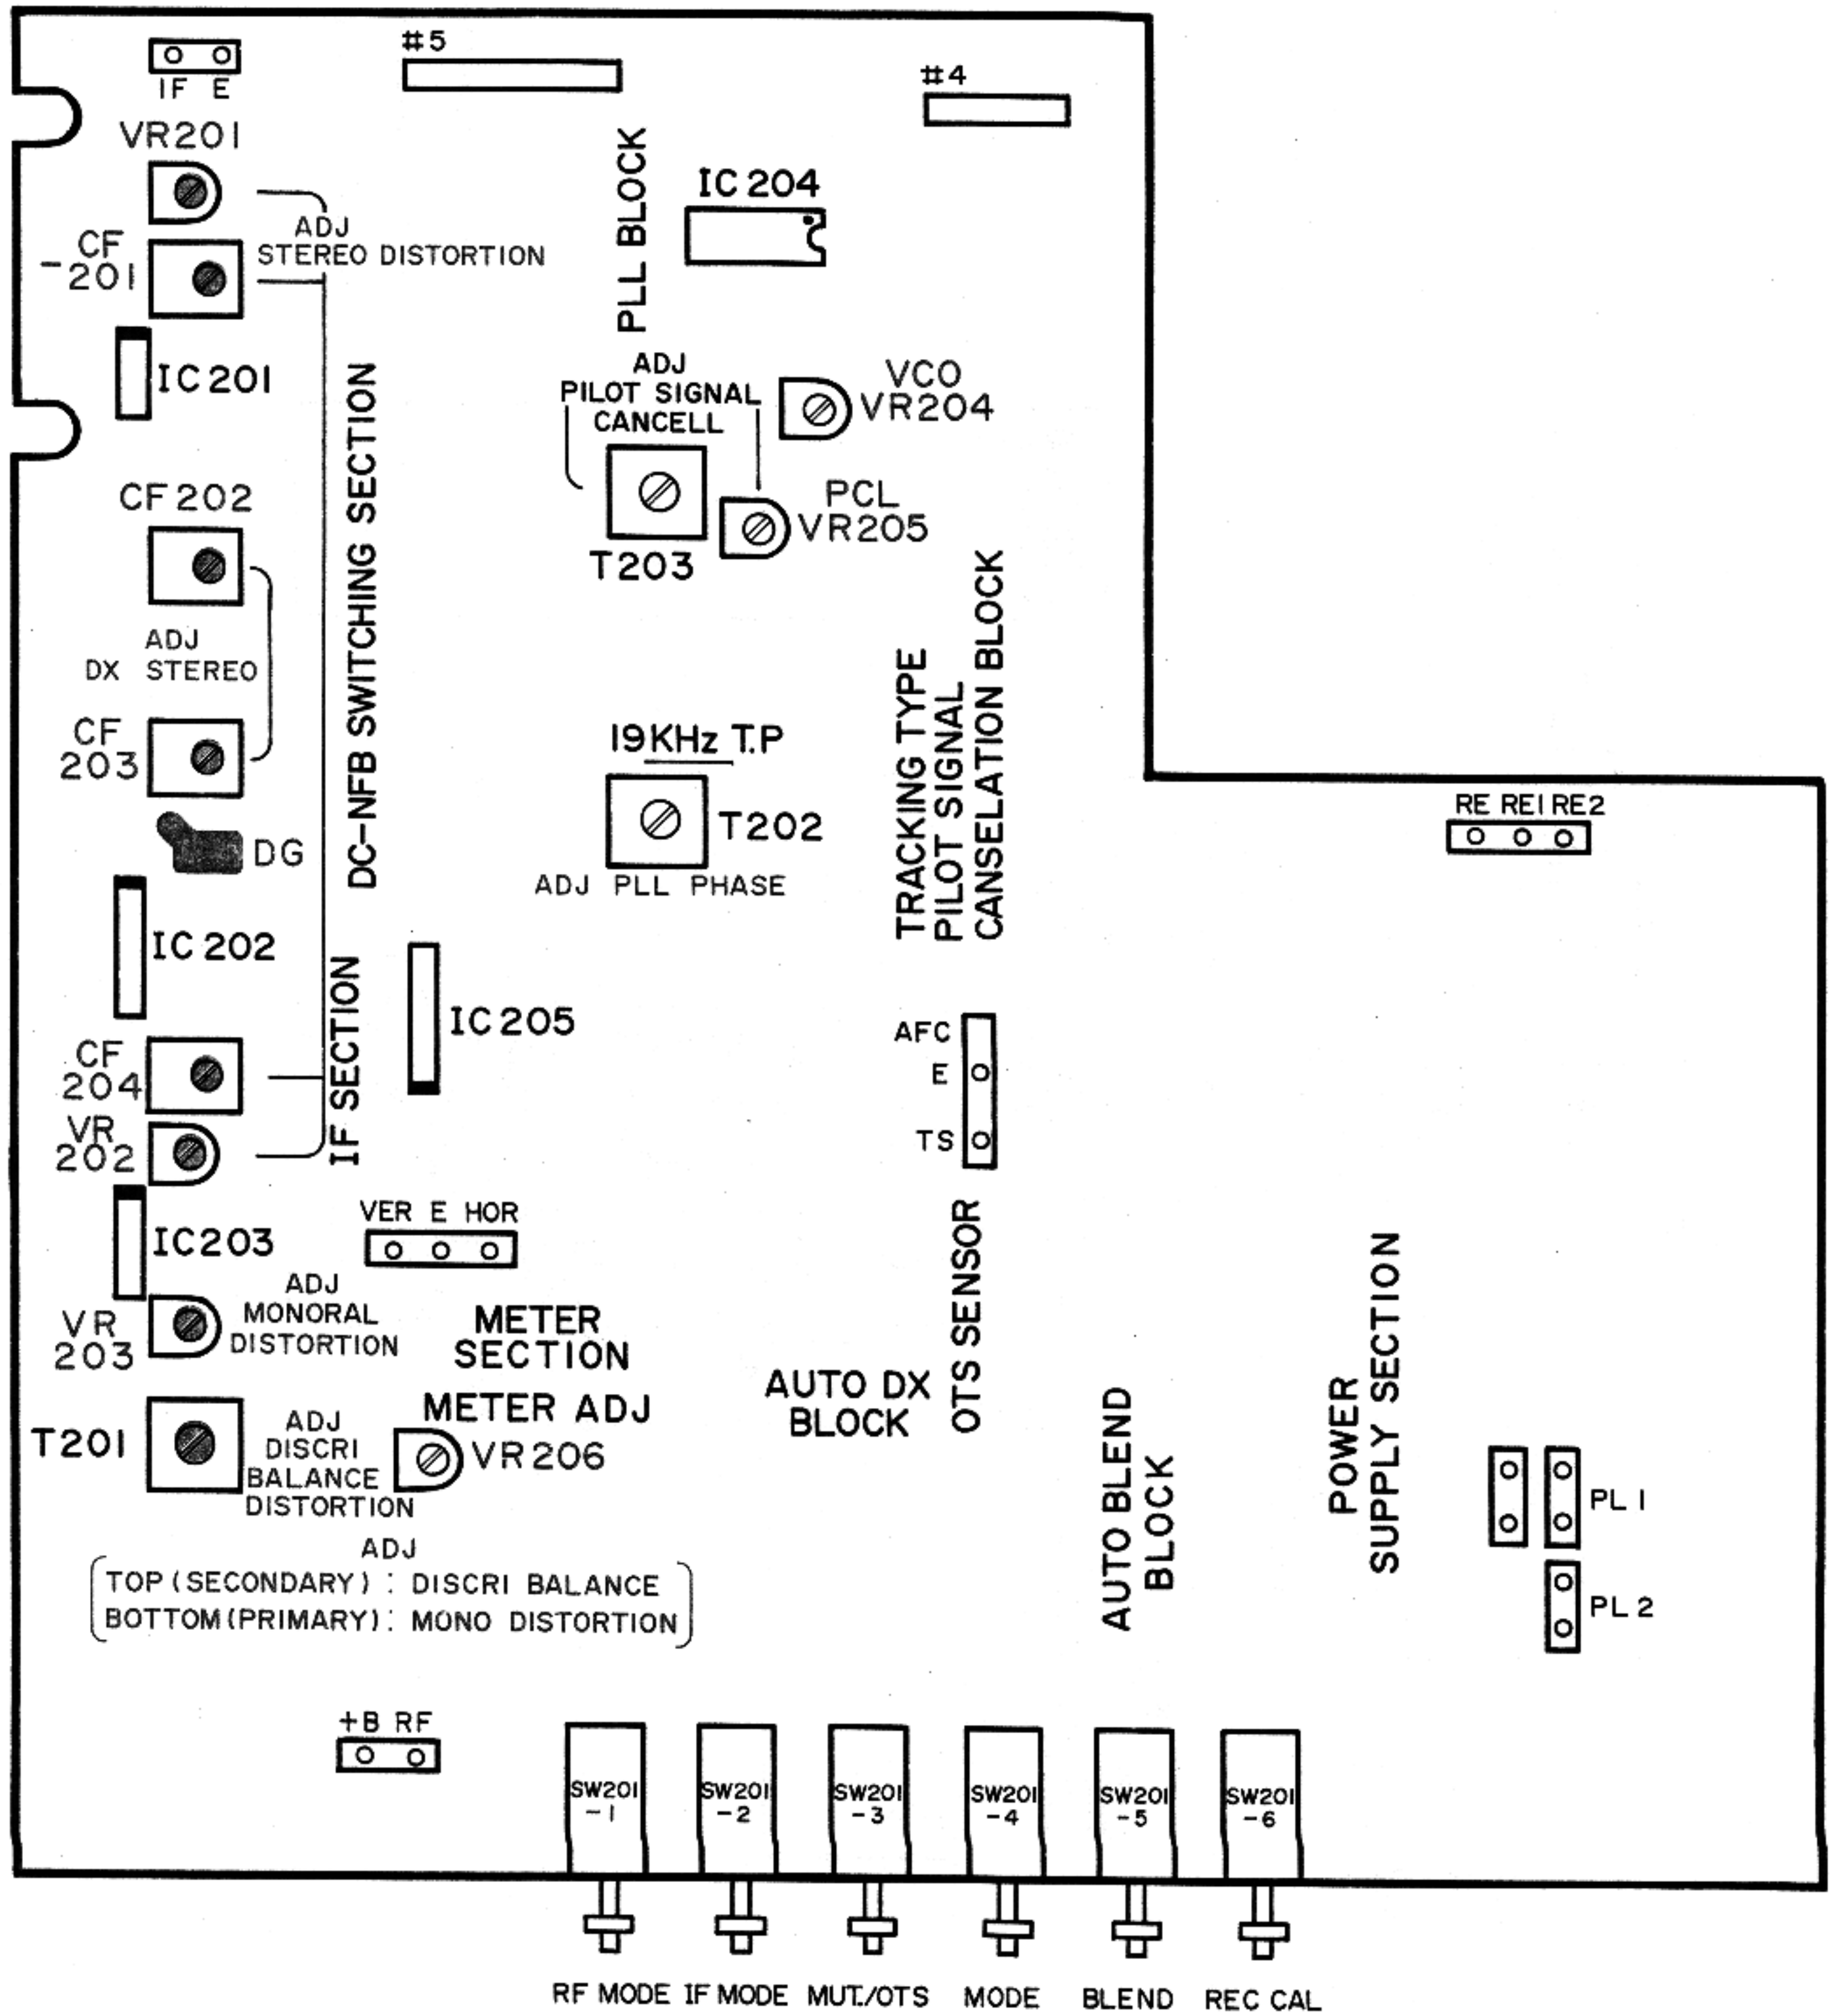 #5
#4
IF E
VR201
IC 204
PLL BLOCK
ADJ
STEREO DISTORTION
CF
-201
IC201
ADJ
PILOT SIGNAL
CANCELL
VCO
VR204
CF202
PCL
VR205
T203
DC-NFB SWITCHING SECTION
ADJ
DX STEREO
CF
203
19KHz T.P
T202
ADJ PLL PHASE
TRACKING TYPE
PILOT SIGNAL
CANSELATION BLOCK
RE RE1 RE2
DG
IC 202
IF SECTION
IC 205
AFC
E
TS
CF
204
VR
202
IC203
VER E HOR
ADJ
MONORAL
DISTORTION
VR
203
METER
SECTION
OTS SENSOR
AUTO DX
BLOCK
POWER
SUPPLY SECTION
METER ADJ
VR206
T201
ADJ
DISCRI
BALANCE
DISTORTION
AUTO BLEND
BLOCK
PL 1
PL 2
ADJ
TOP (SECONDARY) : DISCRI BALANCE
BOTTOM (PRIMARY) : MONO DISTORTION
+B RF
SW201
-1
SW201
-2
SW201
-3
SW201
-4
SW201
-5
SW201
-6
RF MODE IF MODE MUT./OTS MODE BLEND REC CAL